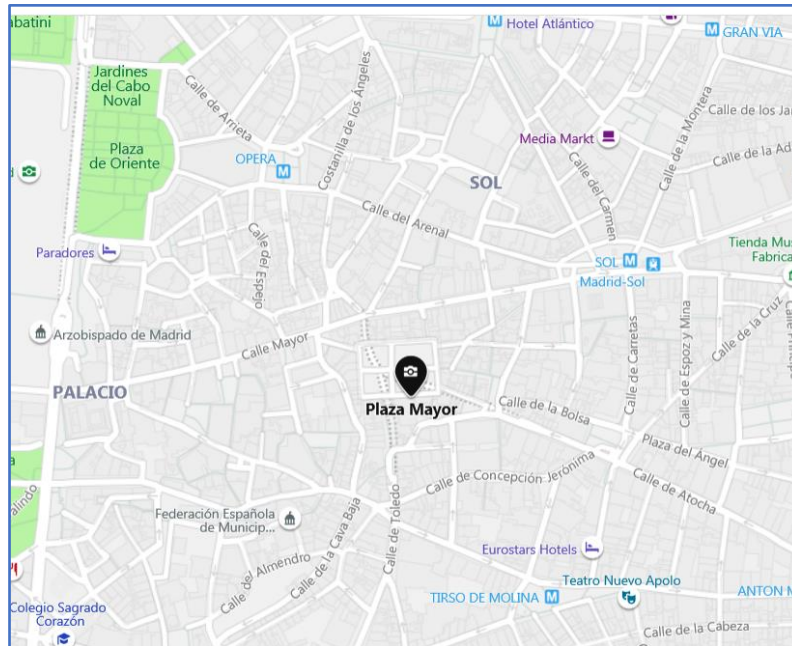 batini
Hotel Atlántico
M GRAN VIA
Jardines
del Cabo
Noval
Calle de Arrieta
Costanilla de los Ángeles
Calle de la Montera
Calle de los Jar
Media Markt
Plaza
de Oriente
OPERA M
Calle de la Ad
SOL
Calle del Carmen
Calle del Arenal
Paradores
Calle del Espejo
Tienda Mus
Fabrica
SOL M
Madrid-Sol
Arzobispado de Madrid
Calle Mayor
Calle de Carretas
Calle de Espoz y Mina
Calle de la Cruz
PALACIO
Plaza Mayor
Calle de la Bolsa
Plaza del Ángel
Calle de Concepción Jerónima
Calle de Atocha
Calle de Toledo
Calle de la Cava Baja
Federación Española
de Municip...
Calle del Almendro
Eurostars Hotels
Teatro Nuevo Apolo
TIRSO DE MOLINA M
ANTON M
Colegio Sagrado
Corazón
Calle de la Cabeza